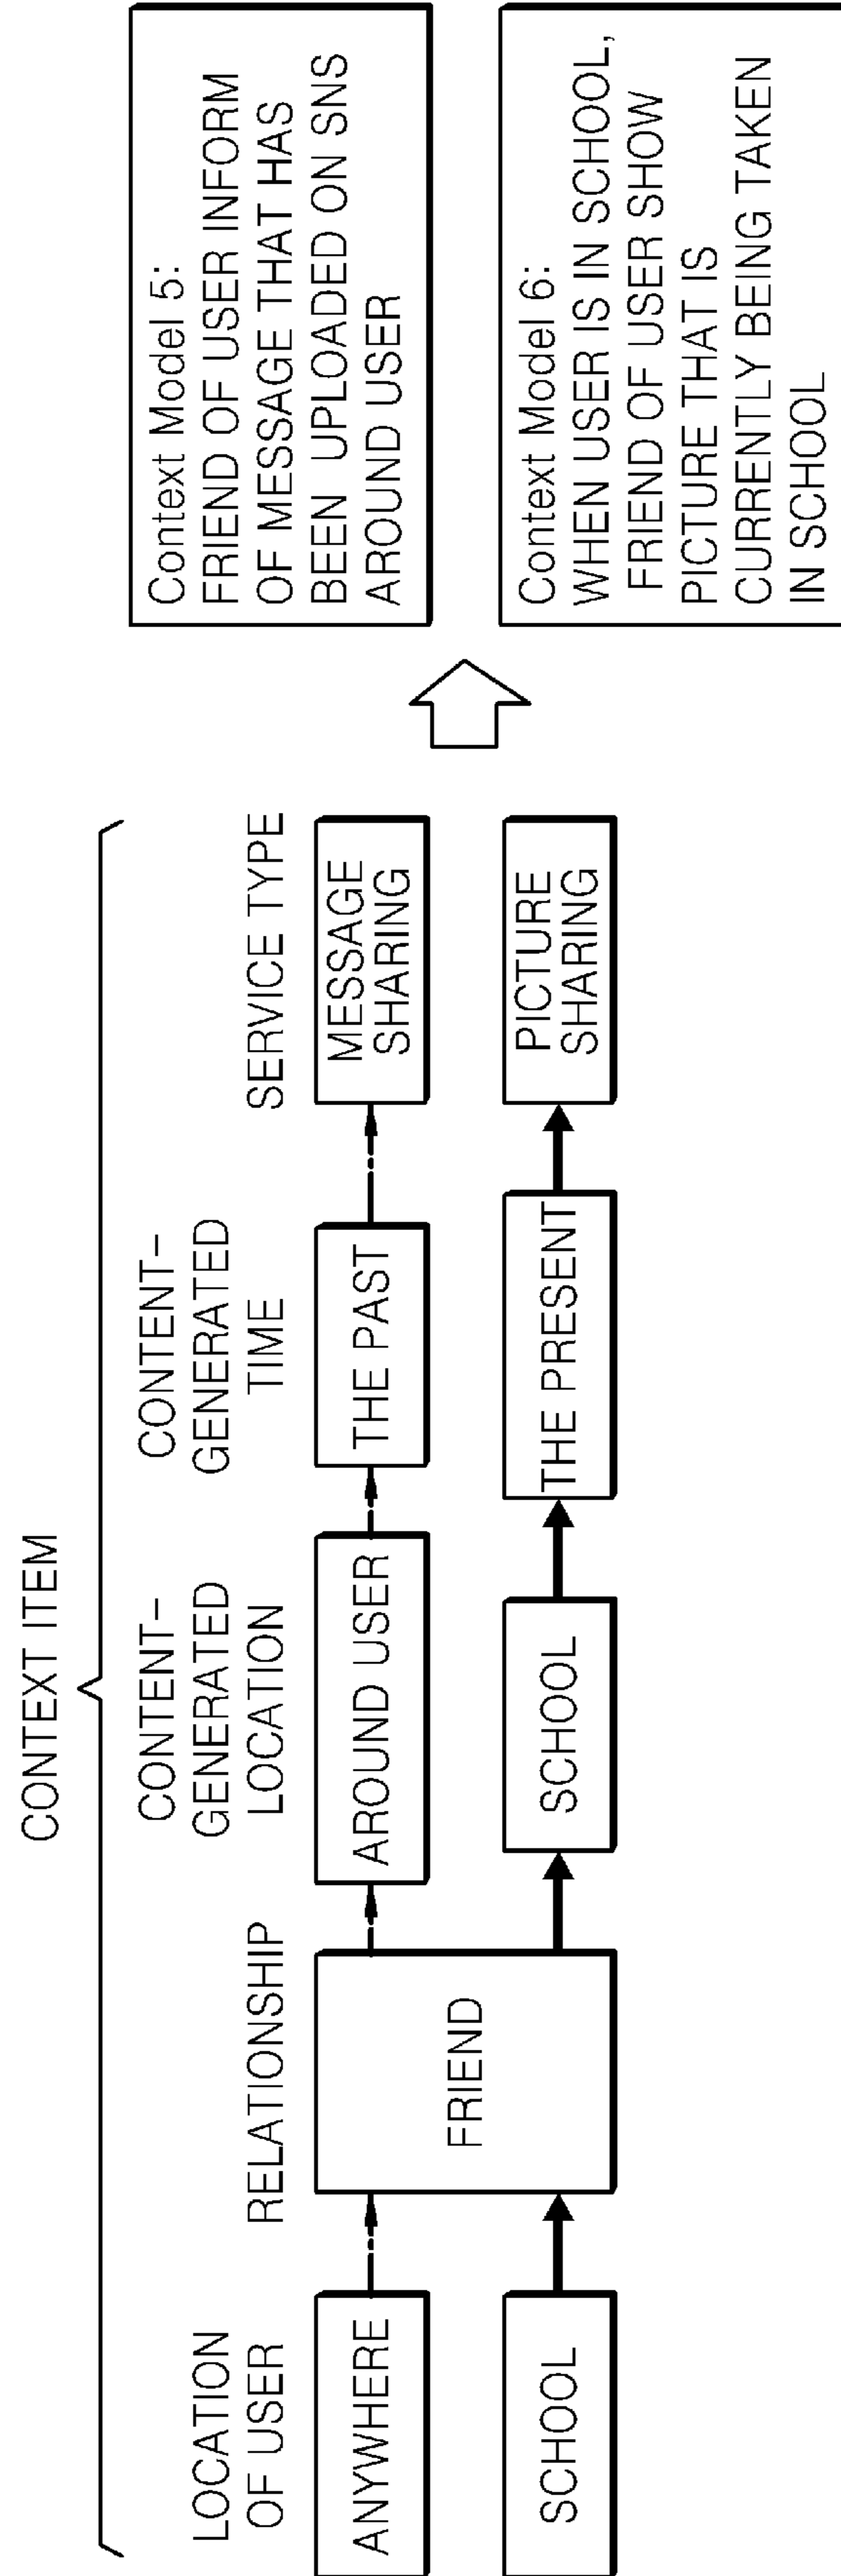 CONTEXT ITEM
LOCATION
OF USER
RELATIONSHIP
CONTENT-
GENERATED
LOCATION
CONTENT-
GENERATED
TIME
SERVICE TYPE
ANYWHERE
FRIEND
AROUND USER
THE PAST
MESSAGE
SHARING
SCHOOL
SCHOOL
THE PRESENT
PICTURE
SHARING
Context Model 5:
FRIEND OF USER INFORM
OF MESSAGE THAT HAS
BEEN UPLOADED ON SNS
AROUND USER
Context Model 6:
WHEN USER IS IN SCHOOL,
FRIEND OF USER SHOW
PICTURE THAT IS
CURRENTLY BEING TAKEN
IN SCHOOL